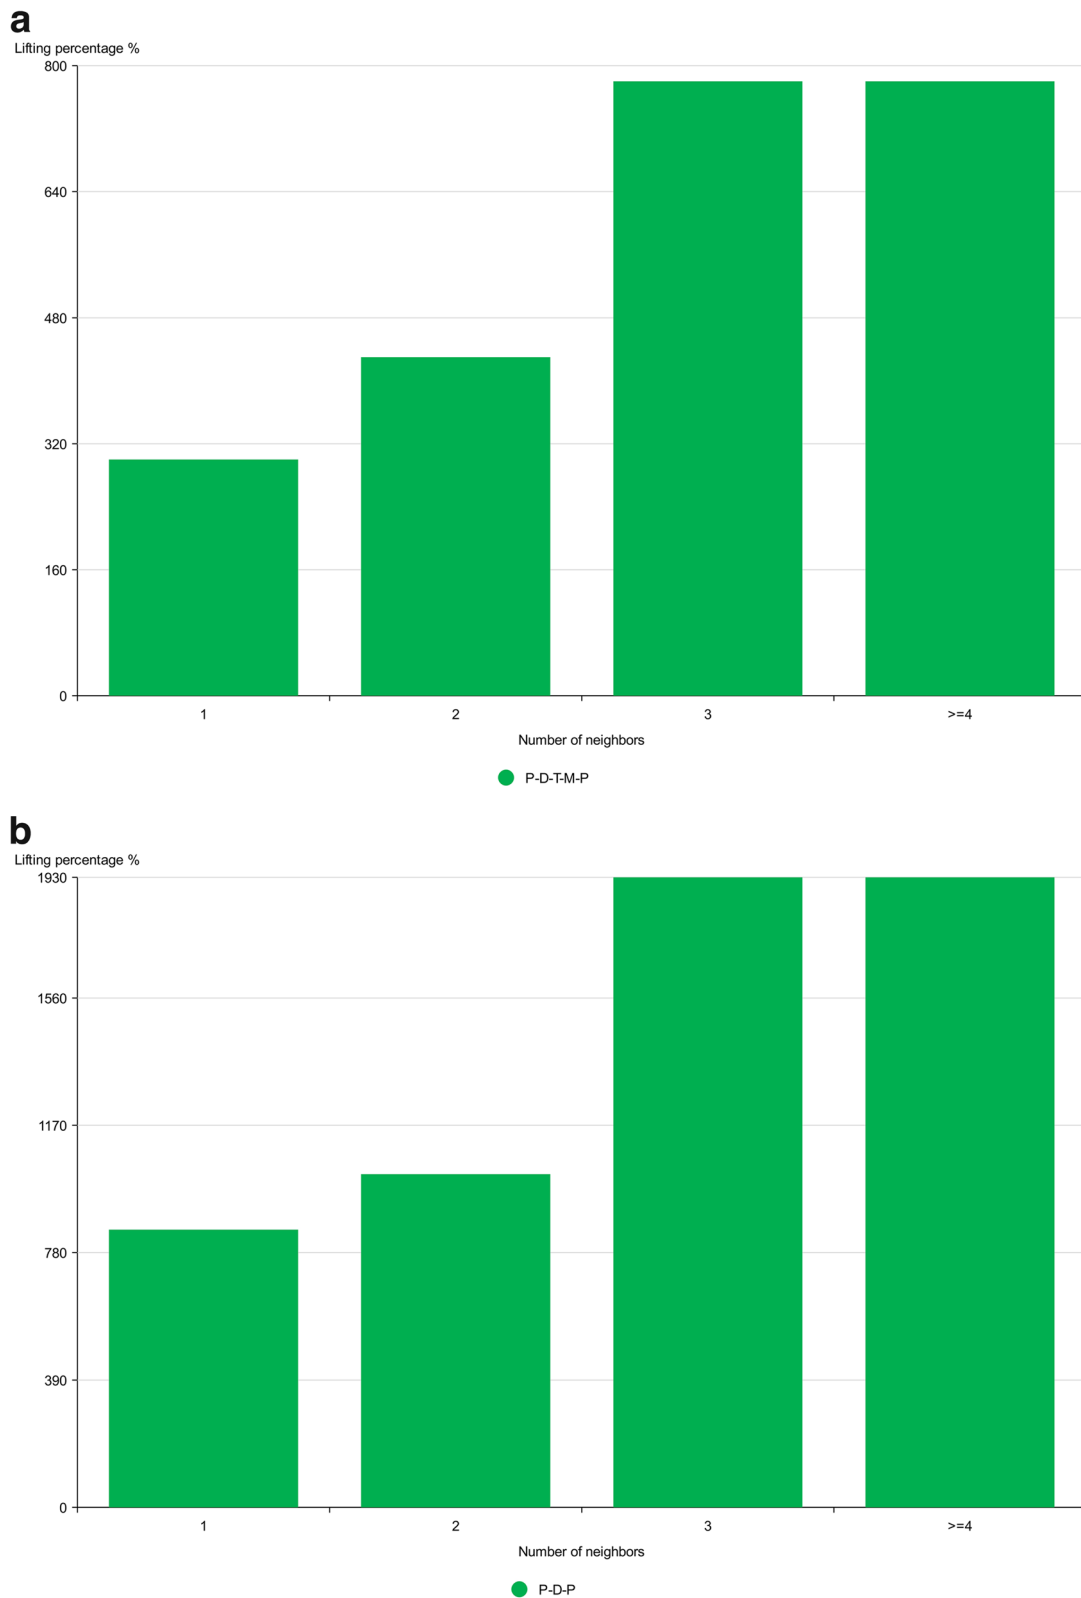 a
Lifting percentage %
800
640
480
320
160
0
1 2 3 >=4
Number of neighbors
P-D-T-M-P
b
Lifting percentage %
1930
1560
1170
780
390
0
1 2 3 >=4
Number of neighbors
P-D-P